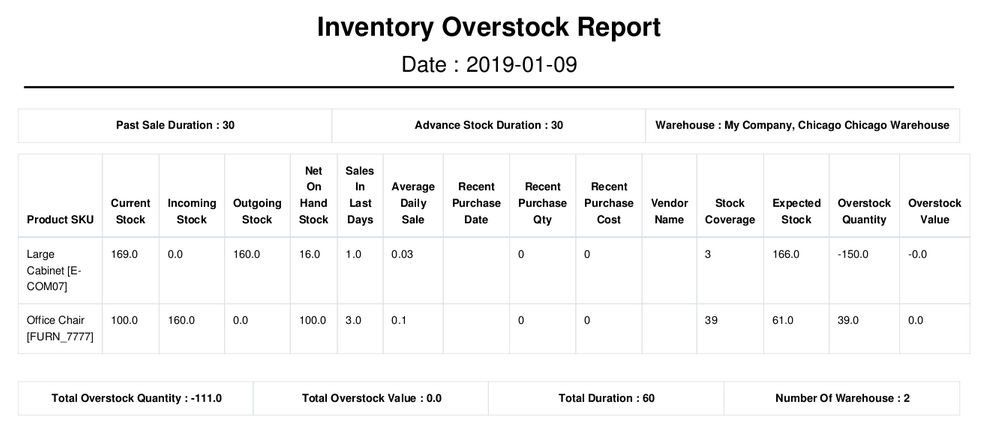 Inventory Overstock Report
Date : 2019-01-09
Past Sale Duration : 30 Advance Stock Duration : 30 Warehouse : My Company, Chicago Chicago Warehouse
Product SKU Current Stock Incoming Stock Outgoing Stock Net On Hand Stock Sales In Last Days Average Daily Sale Recent Purchase Date Recent Purchase Qty Recent Purchase Cost Vendor Name Stock Coverage Expected Stock Overstock Quantity Overstock Value
Large Cabinet [E-COM07] 169.0 0.0 160.0 16.0 1.0 0.03 0 0 3 166.0 -150.0 -0.0
Office Chair [FURN_7777] 100.0 160.0 0.0 100.0 3.0 0.1 0 0 39 61.0 39.0 0.0
Total Overstock Quantity : -111.0 Total Overstock Value : 0.0 Total Duration : 60 Number Of Warehouse : 2